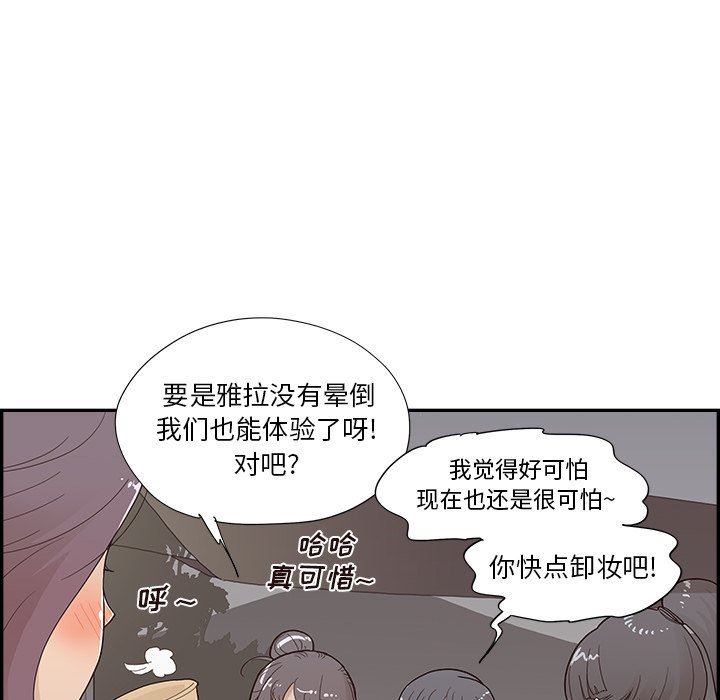 要是雅拉没有晕倒
我们也能体验了呀!
对吧?
我觉得好可怕
现在也还是很可怕~
你快点卸妆吧!
哈哈
真可惜~
呼~